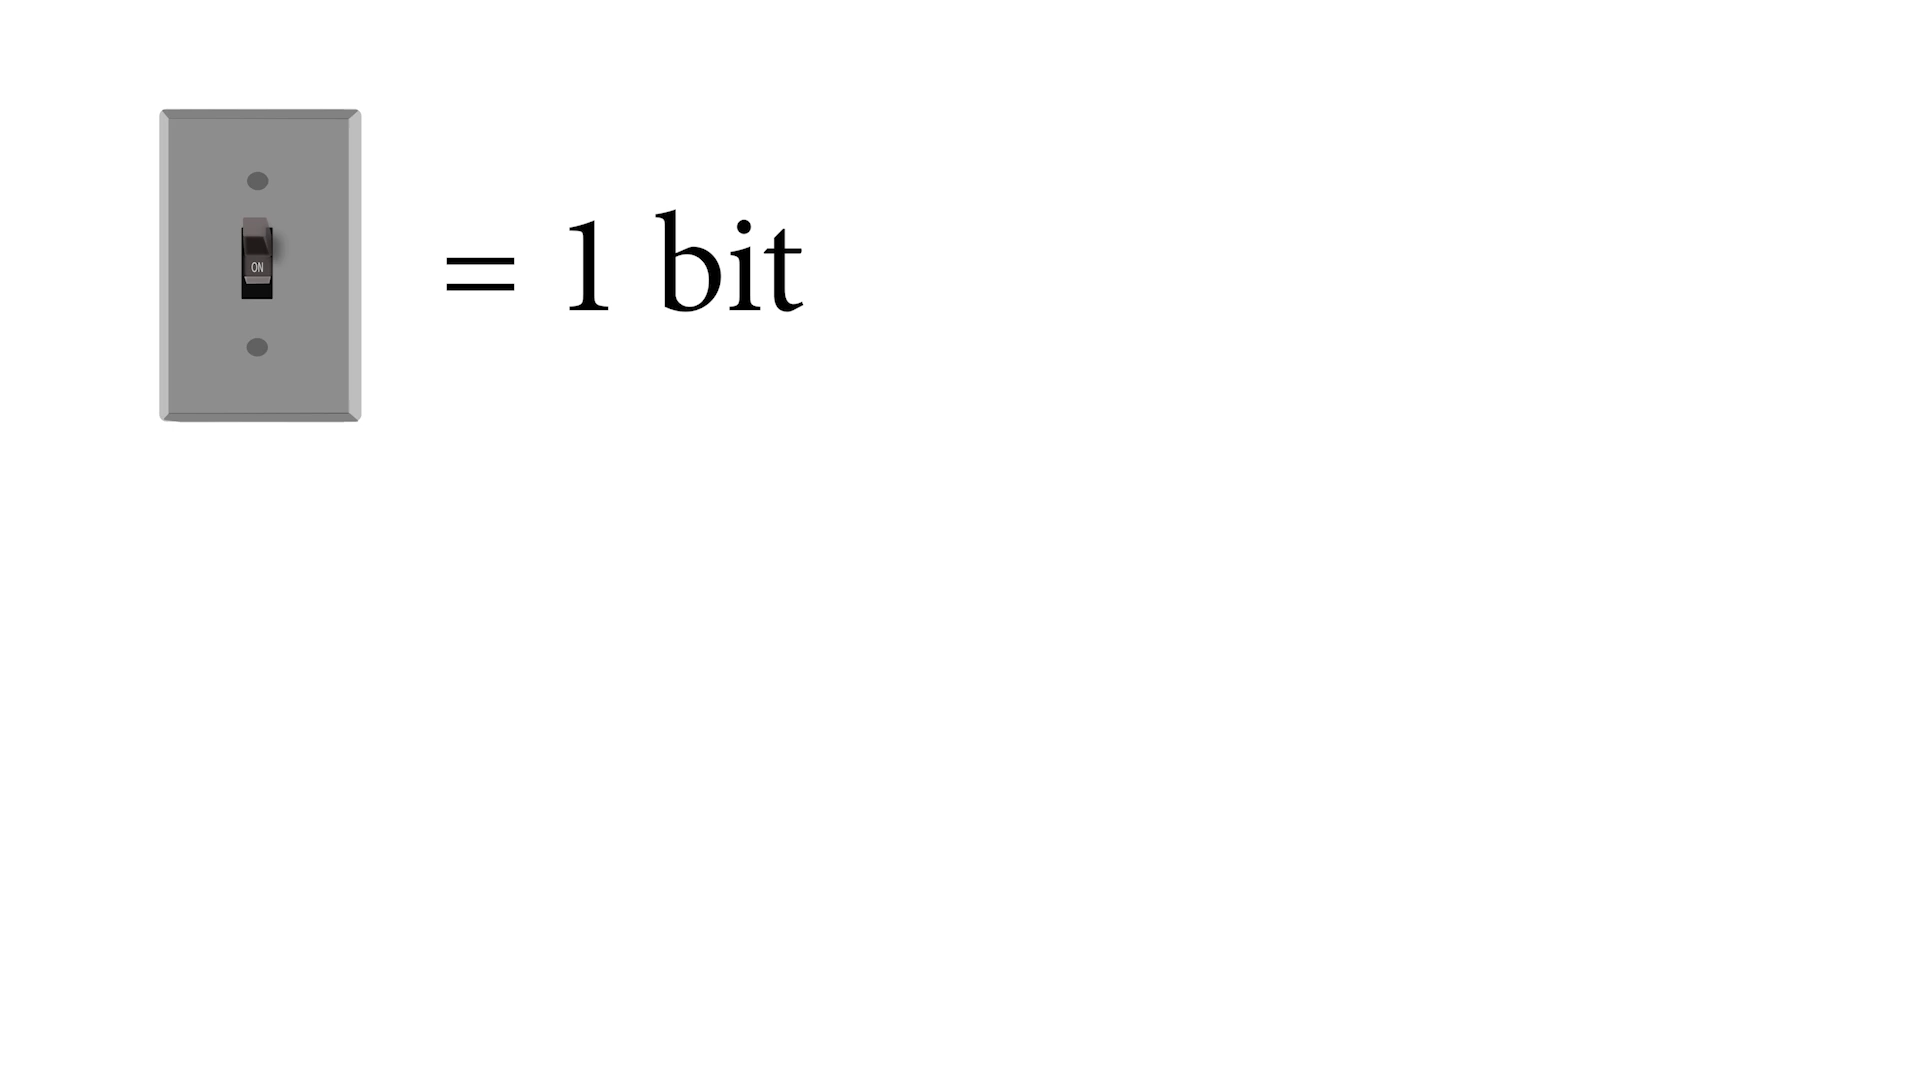 ON
= 1 bit